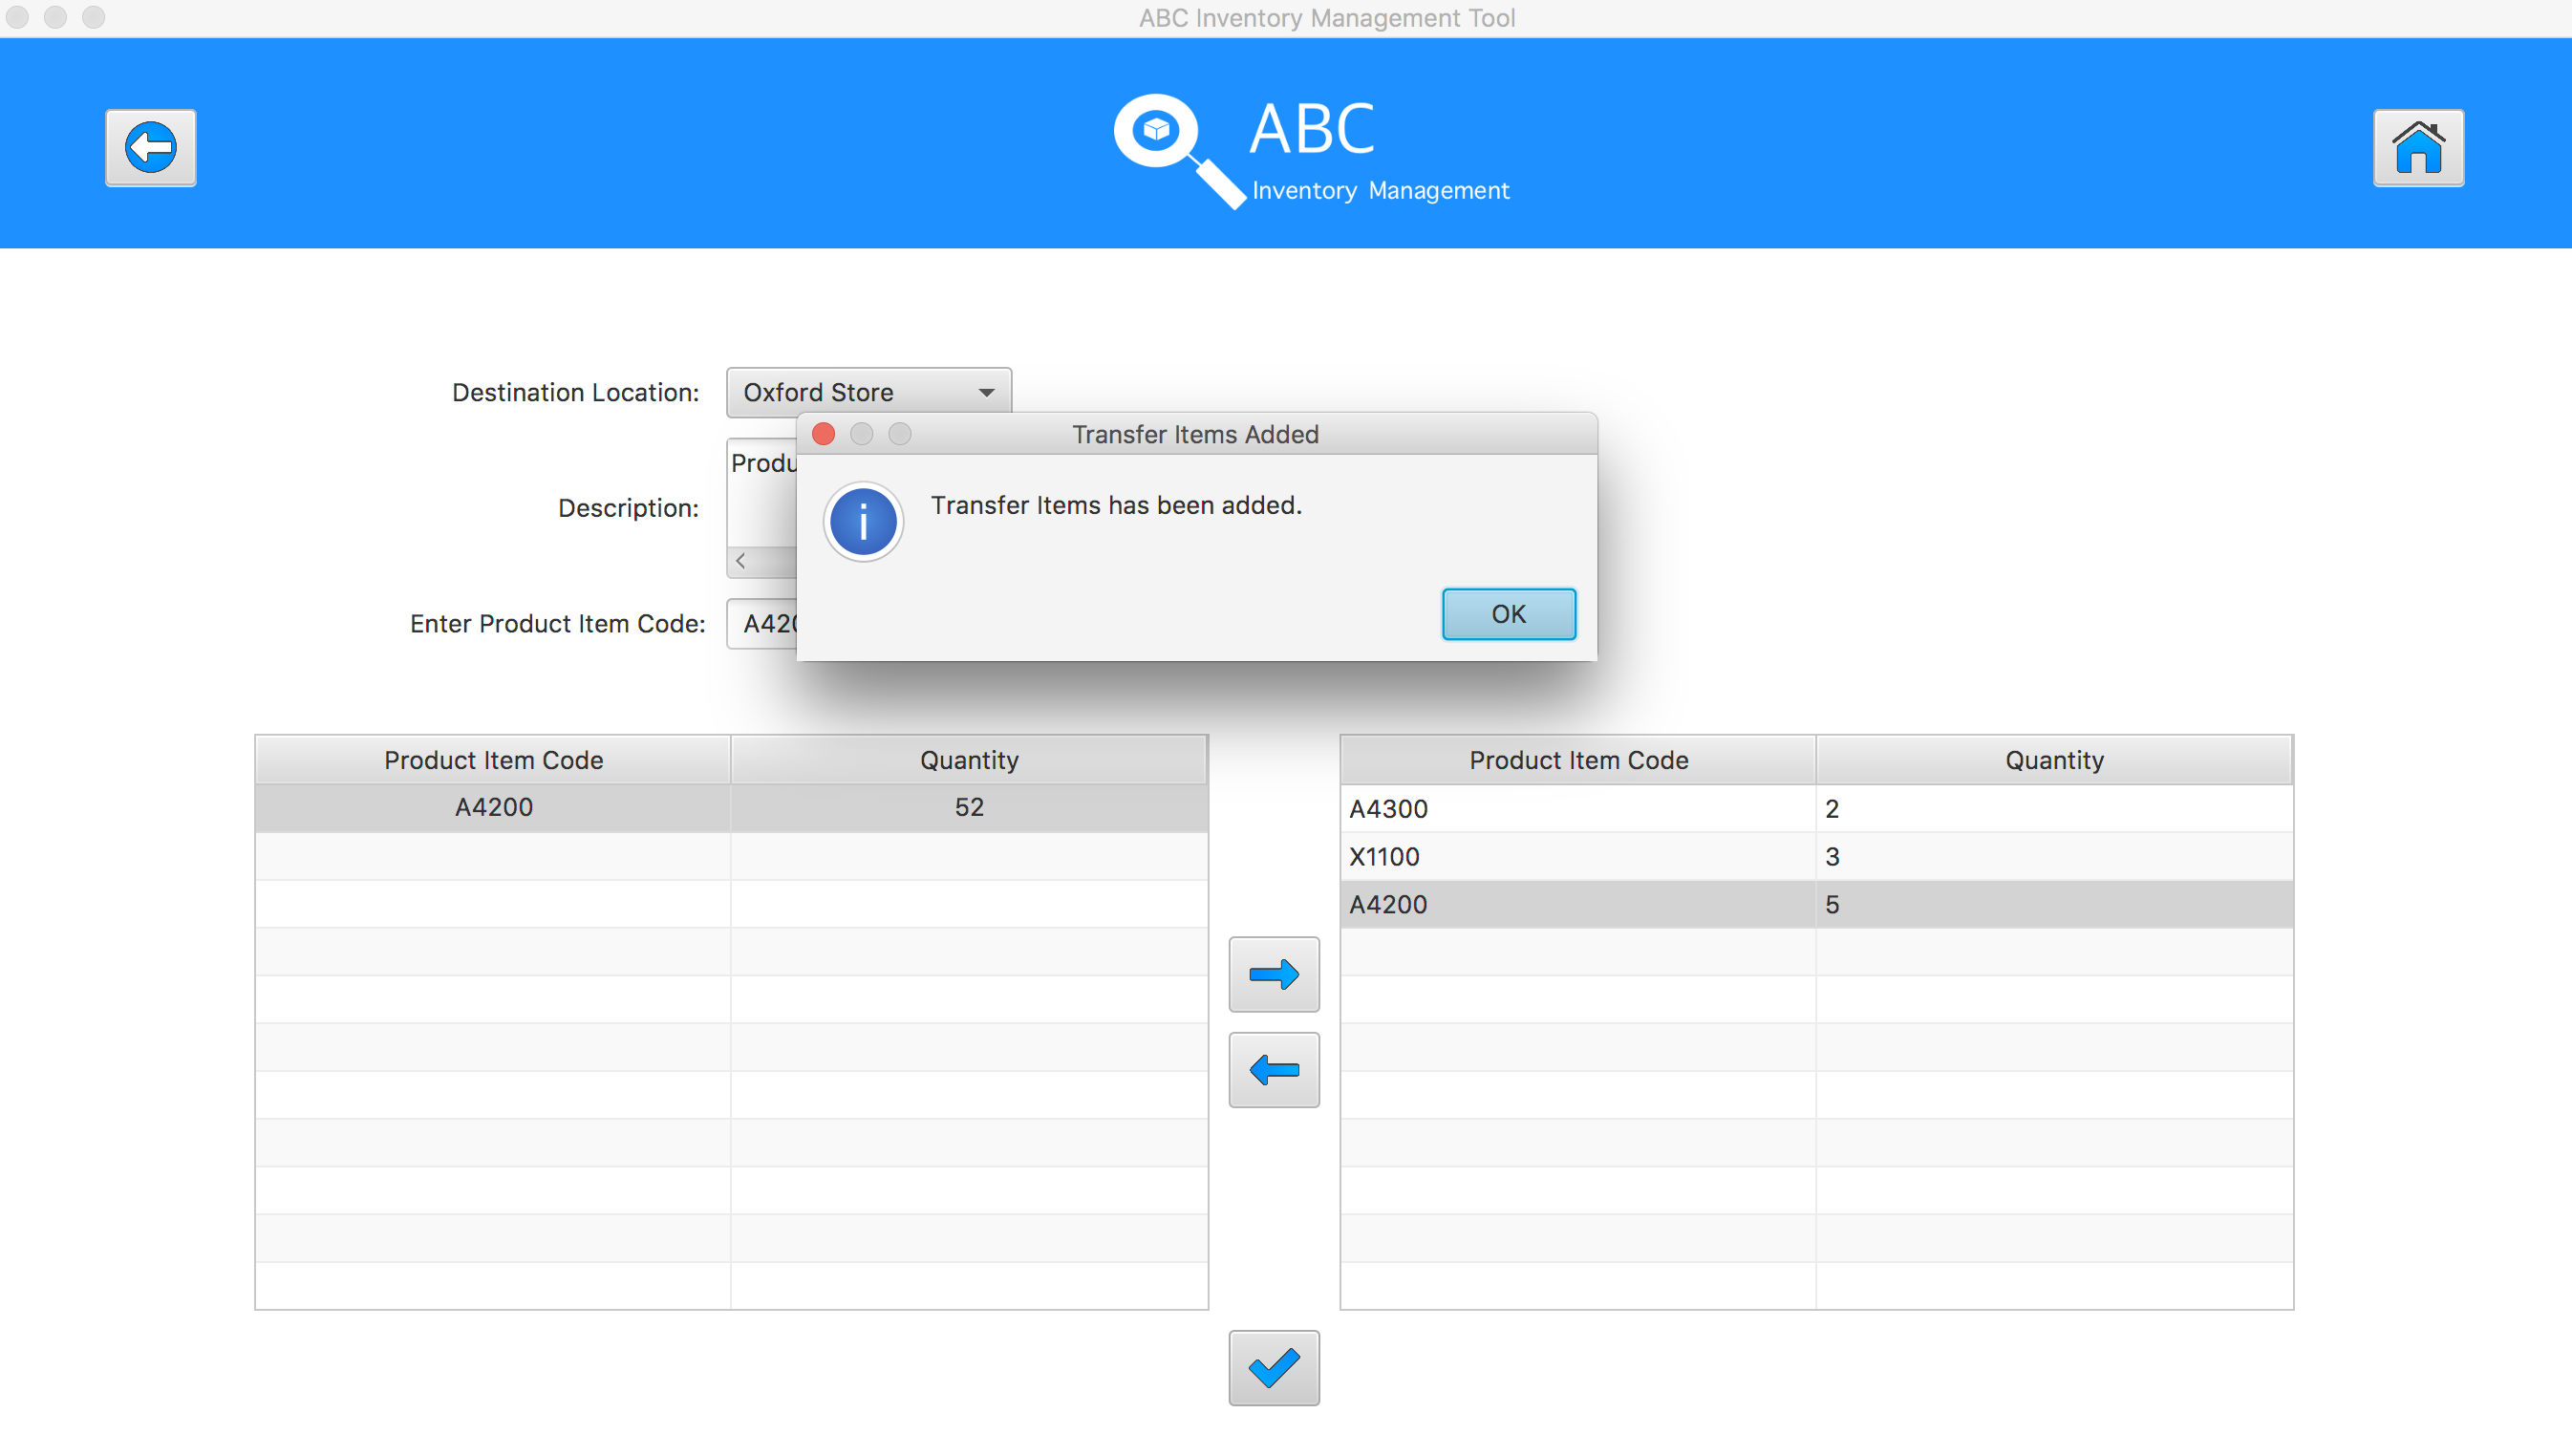 ABC Inventory Management Tool
ABC
Inventory Management
Destination Location:
Oxford Store
Transfer Items Added
Description:
Transfer Items has been added.
OK
Enter Product Item Code:
Product Item Code Quantity
A4200 52
Product Item Code Quantity
A4300 2
X1100 3
A4200 5